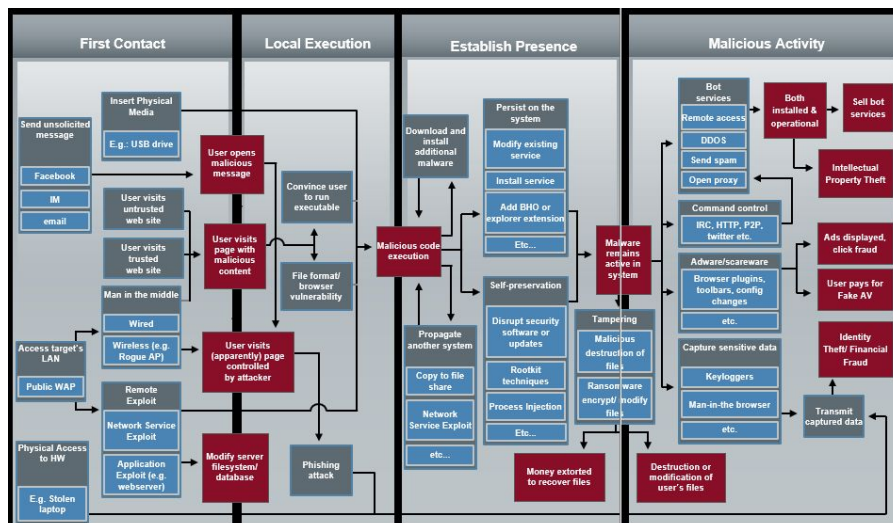 First Contact
Local Execution
Establish Presence
Malicious Activity
Insert Physical
Media
E.g.: USB drive
Send unsolicited
message
Facebook
IM
email
User opens
malicious
message
User visits
untrusted
web site
User visits
trusted
web site
User visits
page with
malicious
content
Man in the middle
Wired
Wireless (e.g.
Rogue AP)
Access target's
LAN
Public WAP
User visits
(apparently) page
controlled
by attacker
Remote
Exploit
Network Service
Exploit
Application
Exploit (e.g.
webserver)
Modify server
filesystem/
database
Physical Access
to HW
E.g. Stolen
laptop
Convince user
to run
executable
File format/
browser
vulnerability
Phishing
attack
Download and
install
additional
malware
Malicious code
execution
Propagate
another system
Copy to file
share
Network
Service Exploit
etc...
Persist on the
system
Modify existing
service
Install service
Add BHO or
explorer extension
Etc...
Self-preservation
Disrupt security
software or
updates
Rootkit
techniques
Process Injection
Etc...
Malware
remains
active in
system
Tampering
Malicious
destruction of
files
Ransomware
encrypt/ modify
files
Money extorted
to recover files
Destruction or
modification of
user's files
Bot
services
Remote access
DDOS
Send spam
Open proxy
Both
installed &
operational
Sell bot
services
Intellectual
Property Theft
Command control
IRC, HTTP, P2P,
twitter etc.
Adware/scareware
Browser plugins,
toolbars, config
changes
etc.
Ads displayed,
click fraud
User pays for
Fake AV
Capture sensitive data
Keyloggers
Man-in-the browser
etc.
Identity
Theft/ Financial
Fraud
Transmit
captured data